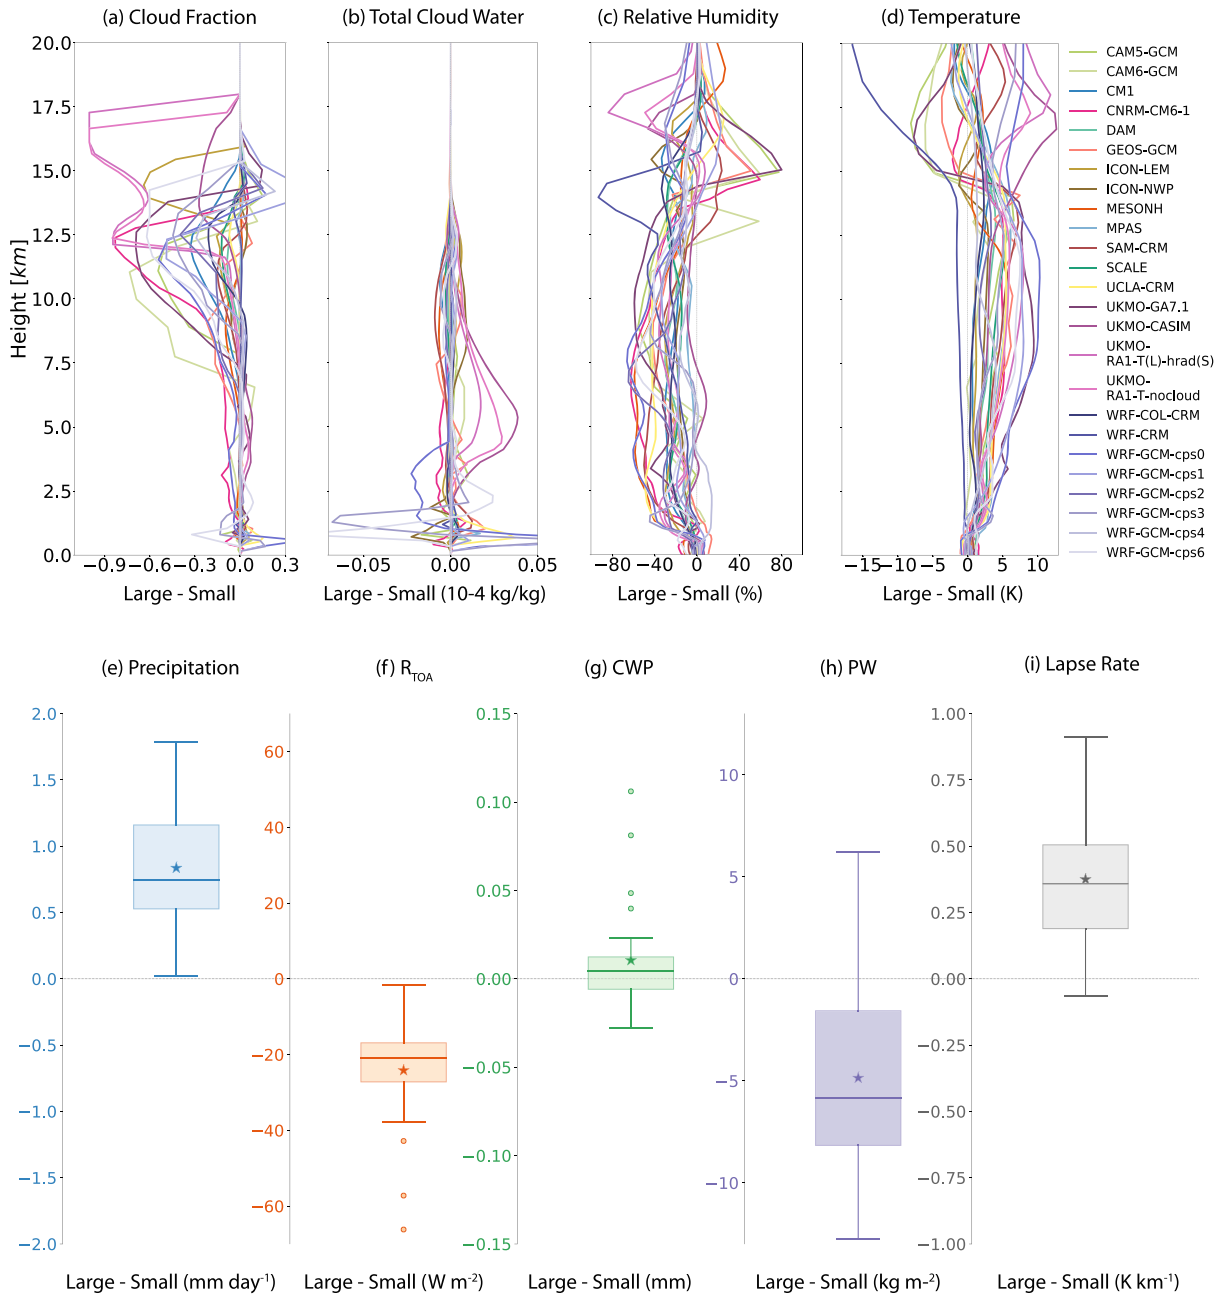 (a) Cloud Fraction
(b) Total Cloud Water
(c) Relative Humidity
(d) Temperature
Height [km]
20.0
17.5
15.0
12.5
10.0
7.5
5.0
2.5
0.0
−0.9
−0.6
−0.3
0.0
0.3
−0.05
0.00
0.05
−80
−40
0
40
80
−15
−10
−5
0
5
10
Large - Small
Large - Small (10-4 kg/kg)
Large - Small (%)
Large - Small (K)
CAM5-GCM
CAM6-GCM
CM1
CNRM-CM6-1
DAM
GEOS-GCM
ICON-LEM
ICON-NWP
MESONH
MPAS
SAM-CRM
SCALE
UCLA-CRM
UKMO-GA7.1
UKMO-CASIM
UKMO-
RA1-T(L)-hrad(S)
UKMO-
RA1-T-nocloud
WRF-COL-CRM
WRF-CRM
WRF-GCM-cps0
WRF-GCM-cps1
WRF-GCM-cps2
WRF-GCM-cps3
WRF-GCM-cps4
WRF-GCM-cps6
(e) Precipitation
(f) R_TOA
(g) CWP
(h) PW
(i) Lapse Rate
2.0
1.5
1.0
0.5
0.0
−0.5
−1.0
−1.5
−2.0
60
40
20
0
−20
−40
−60
0.15
0.10
0.05
0.00
−0.05
−0.10
−0.15
10
5
0
−5
−10
1.00
0.75
0.50
0.25
0.00
−0.25
−0.50
−0.75
−1.00
Large - Small (mm day⁻¹)
Large - Small (W m⁻²)
Large - Small (mm)
Large - Small (kg m⁻²)
Large - Small (K km⁻¹)